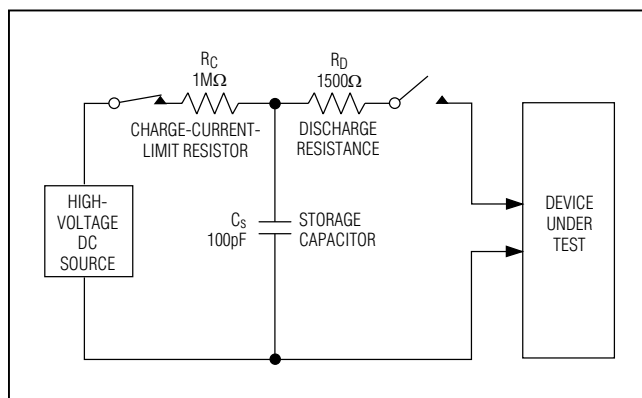 RC
1MΩ
CHARGE-CURRENT-
LIMIT RESISTOR
RD
1500Ω
DISCHARGE
RESISTANCE
HIGH-
VOLTAGE
DC
SOURCE
CS
100pF
STORAGE
CAPACITOR
DEVICE
UNDER
TEST